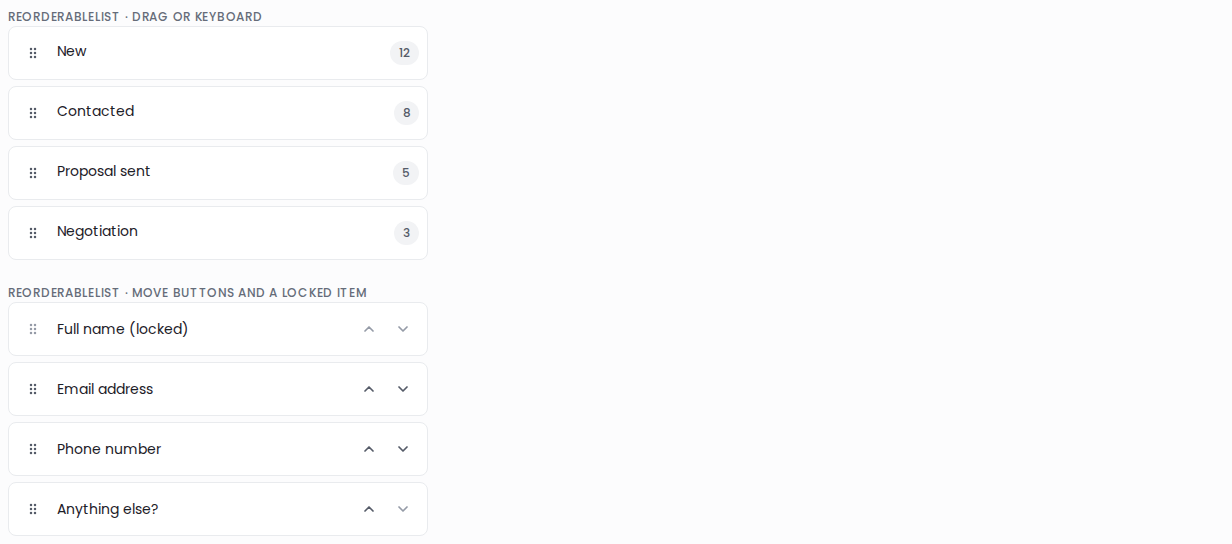 REORDERABLELIST · DRAG OR KEYBOARD
New 12
Contacted 8
Proposal sent 5
Negotiation 3
REORDERABLELIST · MOVE BUTTONS AND A LOCKED ITEM
Full name (locked)
Email address
Phone number
Anything else?